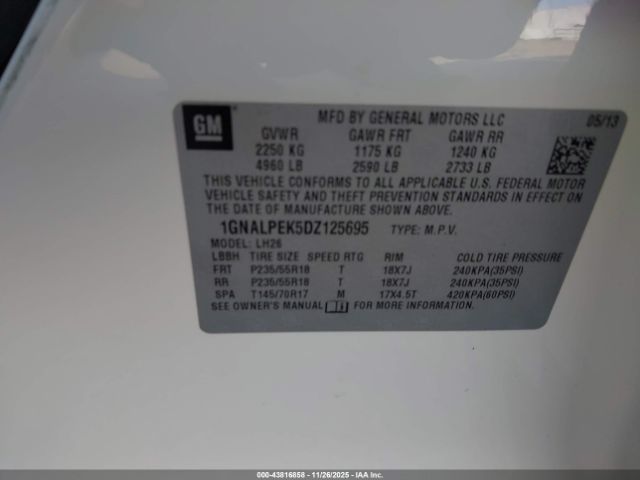 GM
MFD BY GENERAL MOTORS LLC 05/13
GVWR GAWR FRT GAWR RR
2250 KG 1175 KG 1240 KG
4960 LB 2590 LB 2733 LB
THIS VEHICLE CONFORMS TO ALL APPLICABLE U.S. FEDERAL MOTOR
VEHICLE SAFETY AND THEFT PREVENTION STANDARDS IN EFFECT ON
THE DATE OF MANUFACTURE SHOWN ABOVE.
1GNALPEK5DZ125695 TYPE: M.P.V.
MODEL: LH26
LBBH TIRE SIZE SPEED RTG RIM COLD TIRE PRESSURE
FRT P235/55R18 T 18X7J 240KPA(35PSI)
RR P235/55R18 T 18X7J 240KPA(35PSI)
SPA T145/70R17 M 17X4.5T 420KPA(60PSI)
SEE OWNER'S MANUAL FOR MORE INFORMATION.
000-43816858 - 11/26/2025 - IAA Inc.